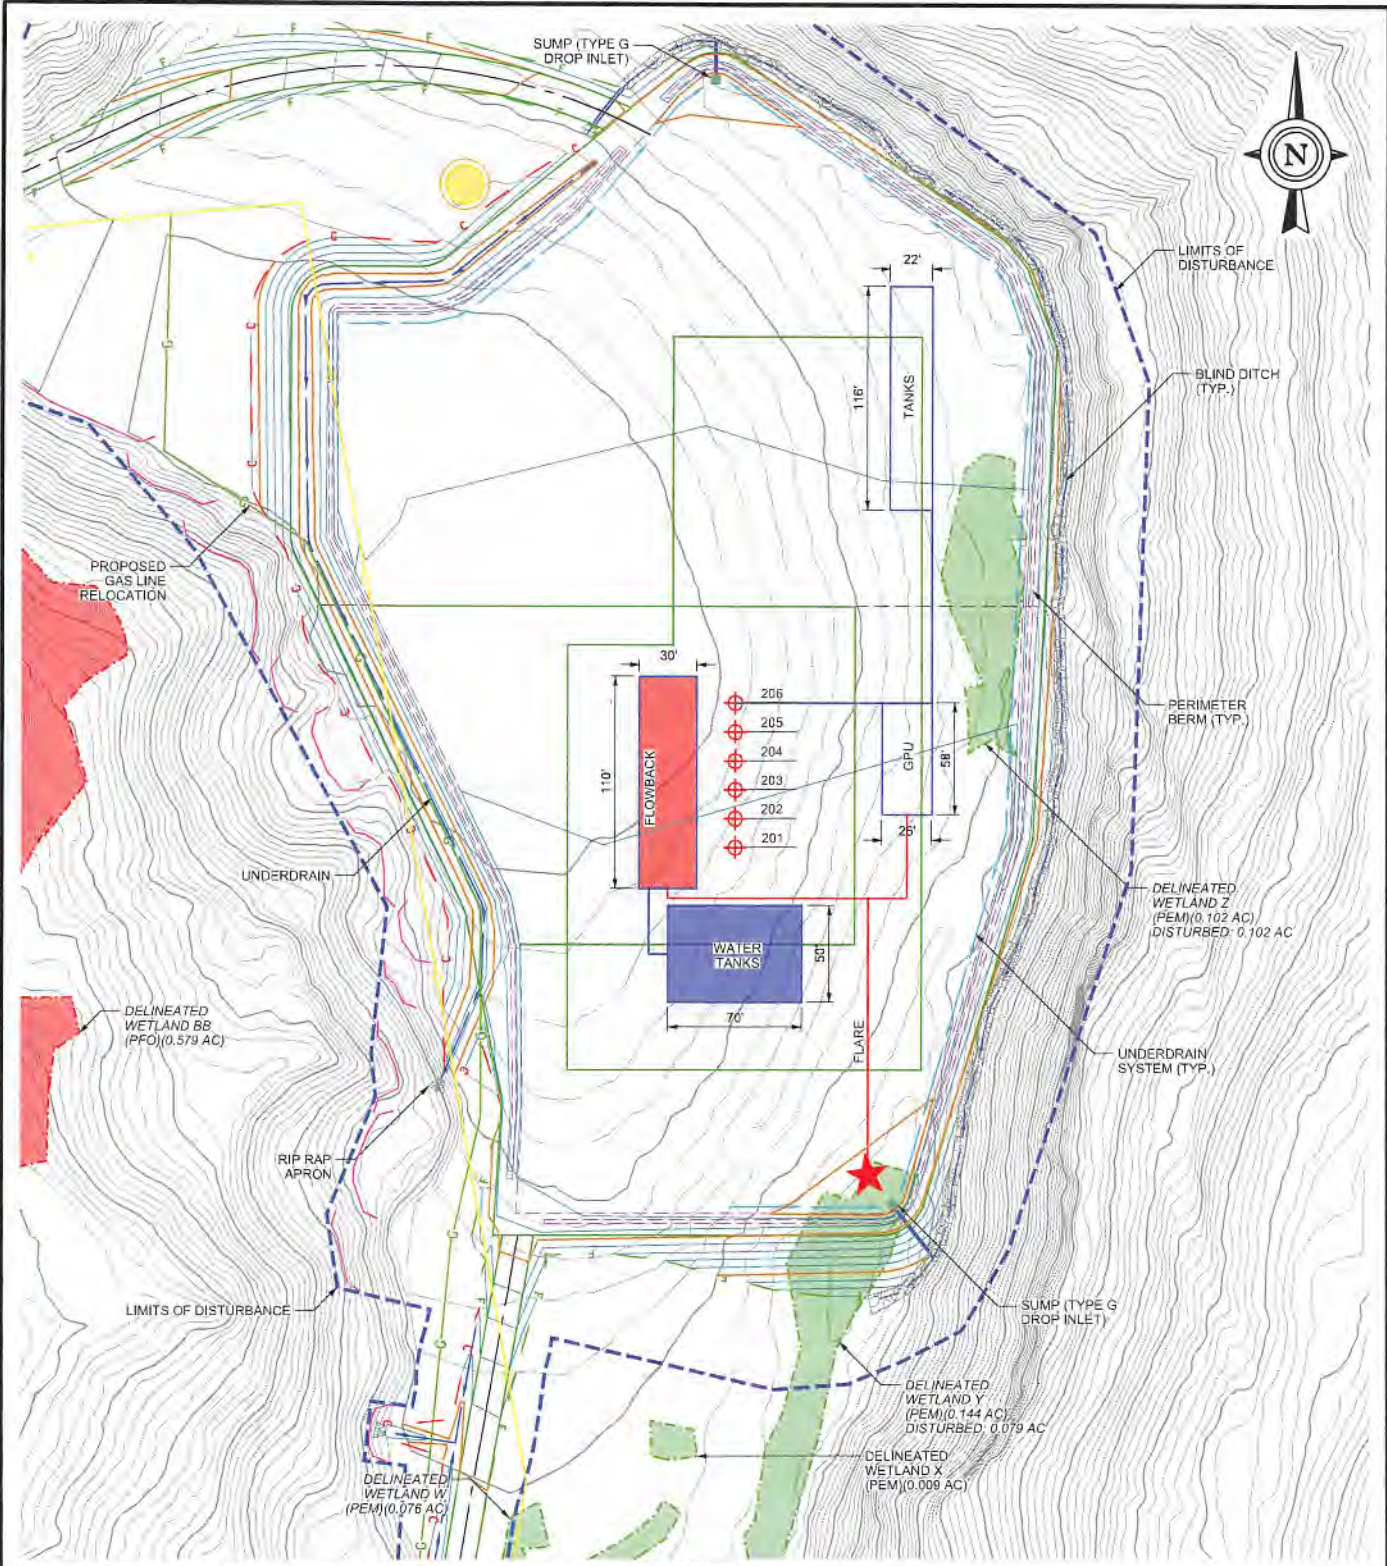 SUMP (TYPE G
DROP INLET)
N
LIMITS OF
DISTURBANCE
22'
116'
TANKS
BLIND DITCH
(TYP.)
PROPOSED
GAS LINE
RELOCATION
30'
110'
FLOWBACK
206
205
204
203
202
201
GPU
58'
26'
PERIMETER
BERM (TYP.)
UNDERDRAIN
DELINEATED
WETLAND Z
(PEM)(0.102 AC)
DISTURBED: 0.102 AC
WATER
TANKS
50'
70'
FLARE
DELINEATED
WETLAND BB
(PFO)(0.579 AC)
UNDERDRAIN
SYSTEM (TYP.)
RIP RAP
APRON
LIMITS OF DISTURBANCE
SUMP (TYPE G
DROP INLET)
DELINEATED
WETLAND Y
(PEM)(0.144 AC)
DISTURBED: 0.079 AC
DELINEATED
WETLAND X
(PEM)(0.009 AC)
DELINEATED
WETLAND W
(PEM)(0.076 AC)